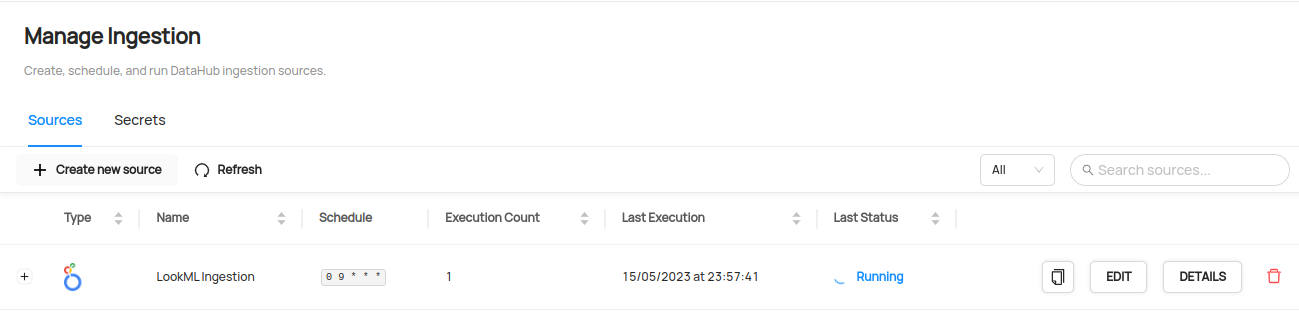 Manage Ingestion
Create, schedule, and run DataHub ingestion sources.
Sources Secrets
Create new source Refresh All Search sources...
Type Name Schedule Execution Count Last Execution Last Status
LookML Ingestion 0 9 * * * 1 15/05/2023 at 23:57:41 Running EDIT DETAILS